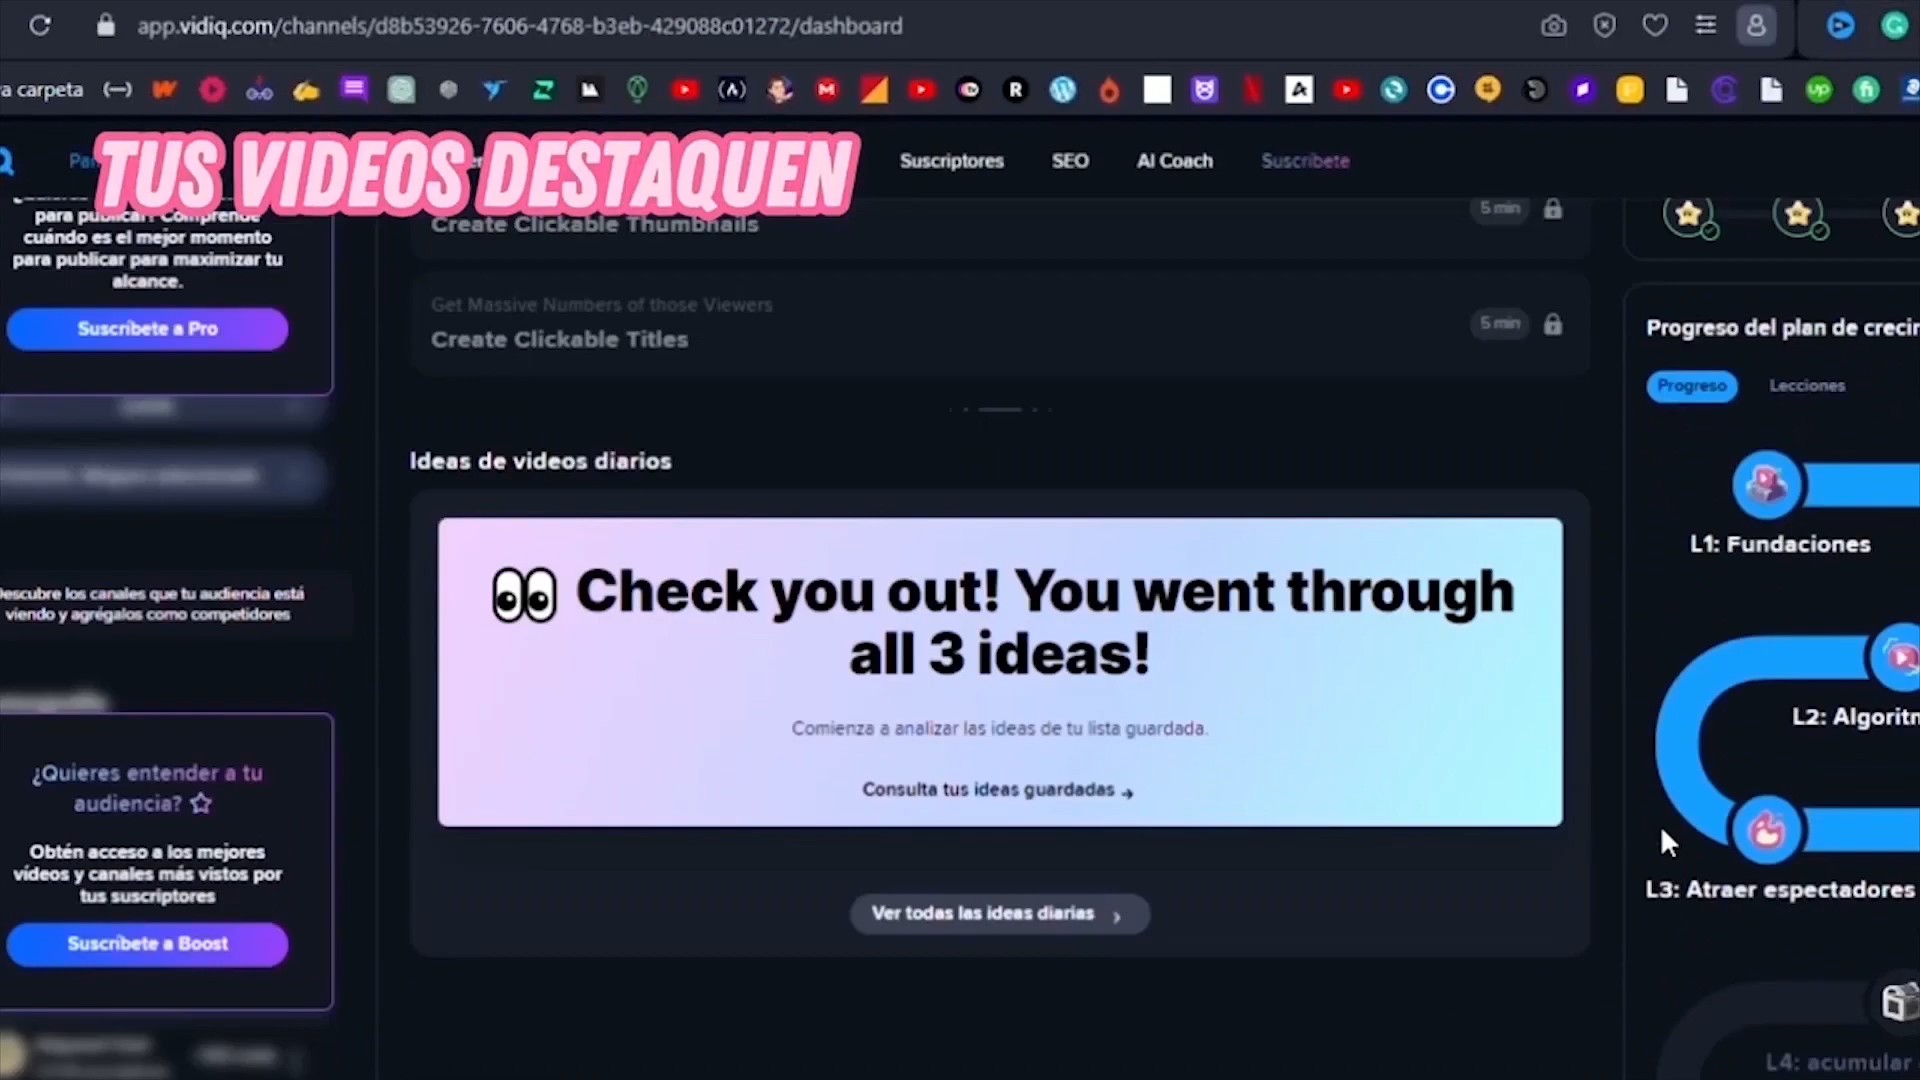 app.vidiq.com/channels/d8b53926-7606-4768-b3eb-429088c01272/dashboard
a carpeta
TUS VIDEOS DESTAQUEN
Suscriptores
SEO
AI Coach
Suscríbete
para publicar? Comprende
cuándo es el mejor momento
para publicar para maximizar tu
alcance.
Suscríbete a Pro
Descubre los canales que tu audiencia está
viendo y agrégalos como competidores
¿Quieres entender a tu
audiencia?
Obtén acceso a los mejores
vídeos y canales más vistos por
tus suscriptores
Suscríbete a Boost
Create Clickable Thumbnails
5 min
Get Massive Numbers of those Viewers
Create Clickable Titles
5 min
Ideas de videos diarios
Check you out! You went through
all 3 ideas!
Comienza a analizar las ideas de tu lista guardada.
Consulta tus ideas guardadas →
Ver todas las ideas diarias
Progreso del plan de crecim
Progreso
Lecciones
L1: Fundaciones
L2: Algoritm
L3: Atraer espectadores
L4: acumular